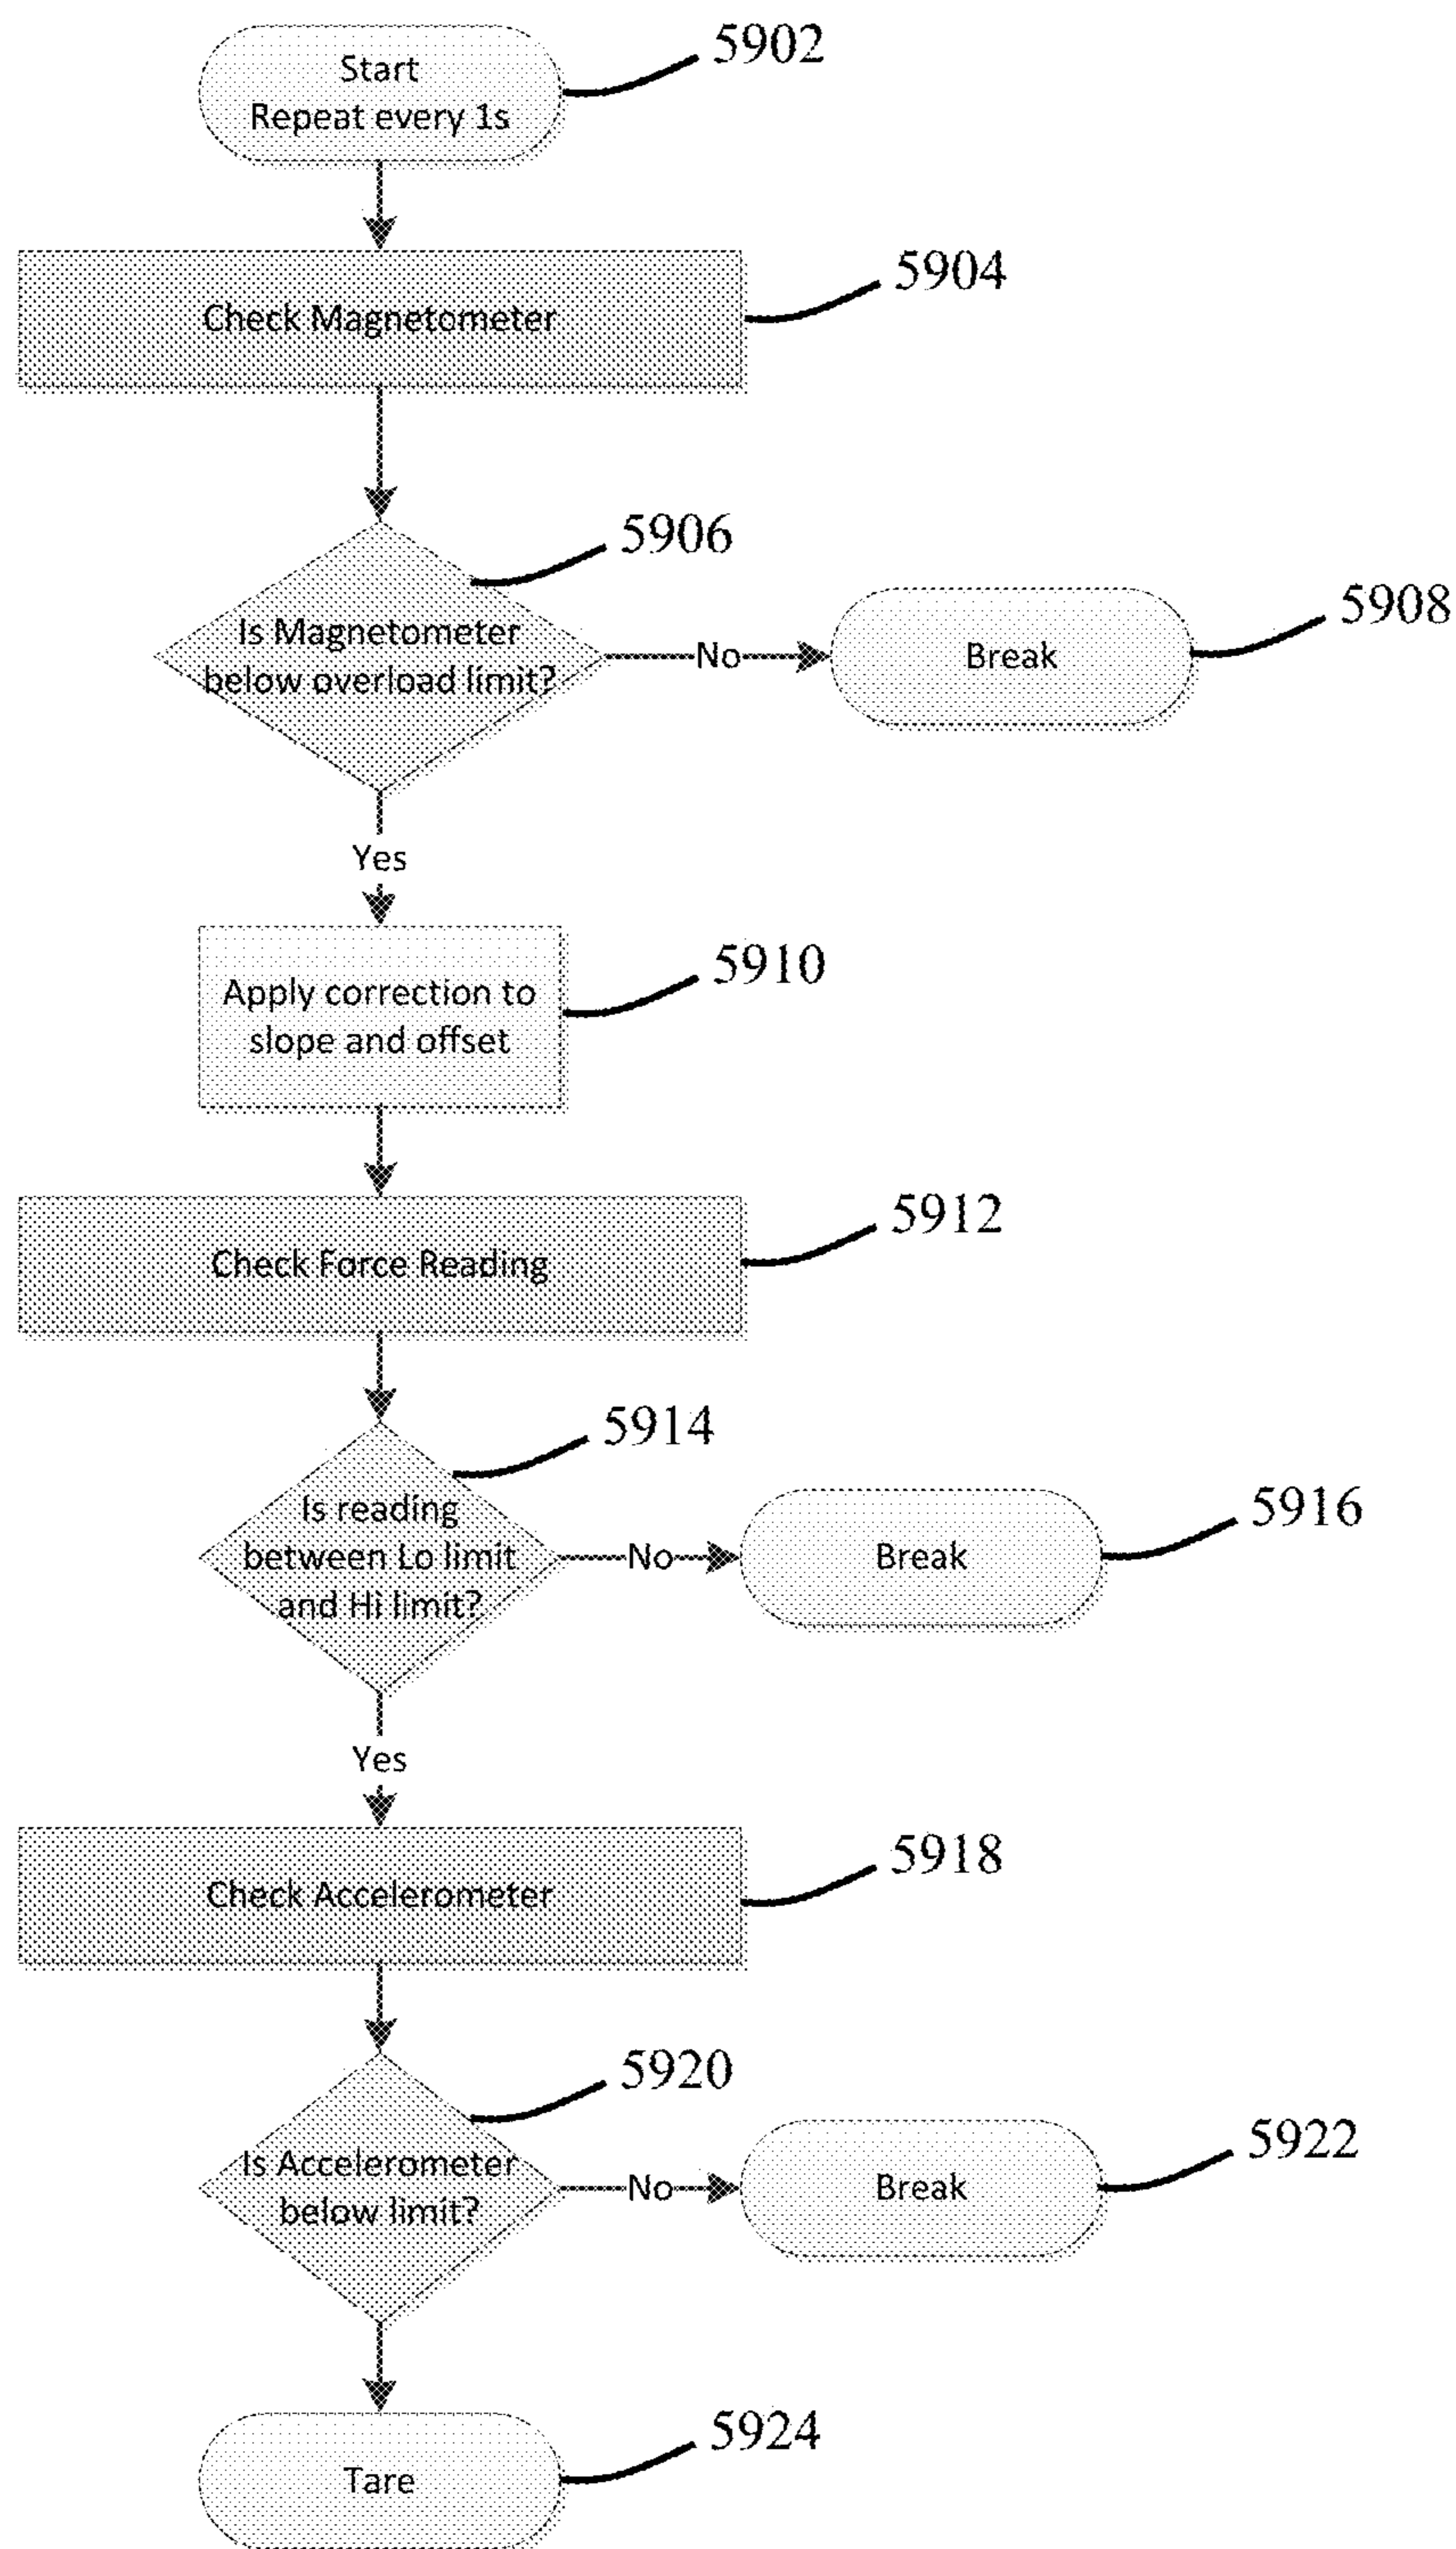 Start
Repeat every 1s
5902
Check Magnetometer
5904
5906
Is Magnetometer
below overload limit?
No
Break
5908
Yes
Apply correction to
slope and offset
5910
Check Force Reading
5912
5914
Is reading
between Lo limit
and Hi limit?
No
Break
5916
Yes
Check Accelerometer
5918
5920
Is Accelerometer
below limit?
No
Break
5922
Tare
5924